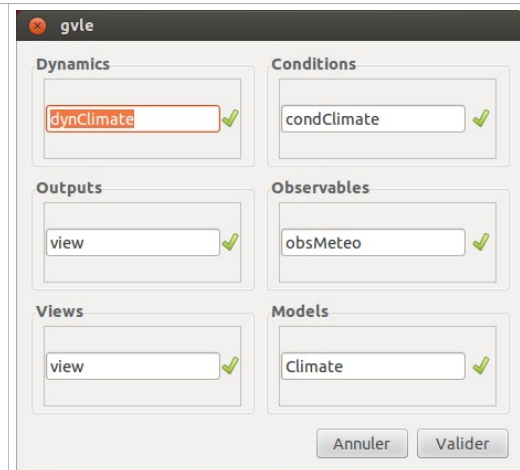 gvle
Dynamics
Conditions
dynClimate
condClimate
Outputs
Observables
view
obsMeteo
Views
Models
view
Climate
Annuler
Valider